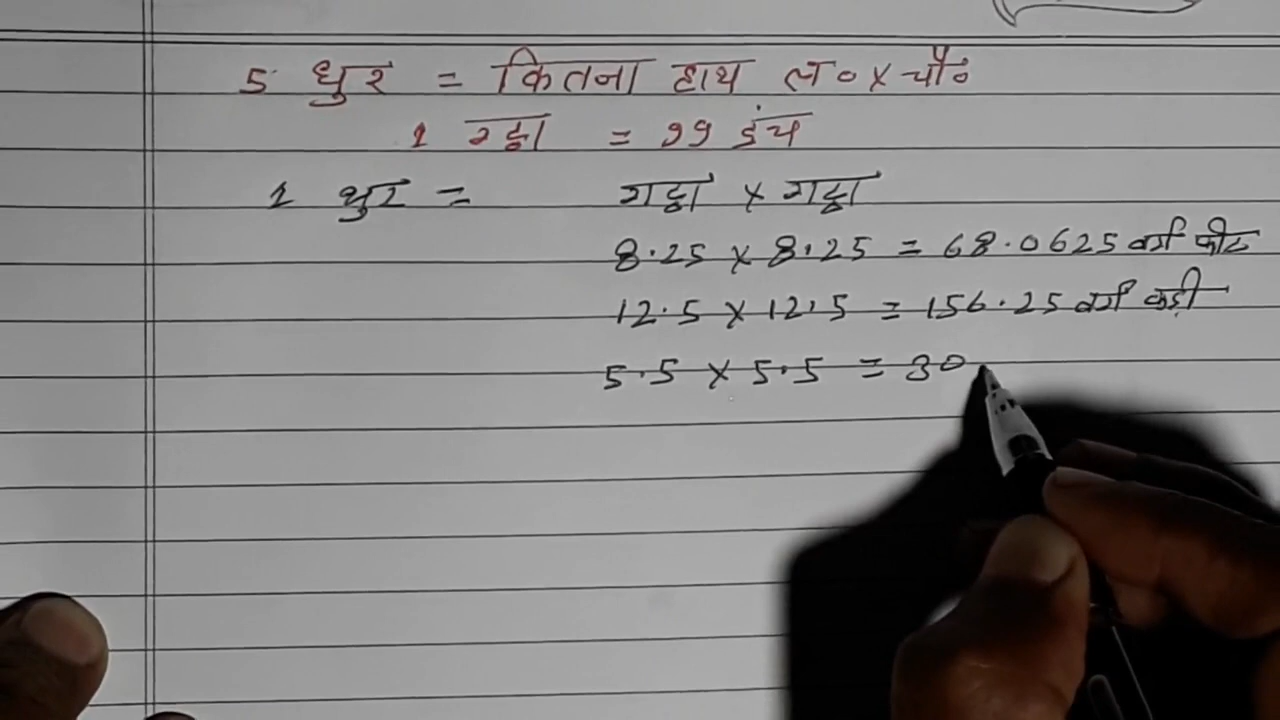 5 धुर = कितना हाथ ल० x चौ०
1 गट्ठा = 99 इंच
1 धुर = गट्ठा x गट्ठा
8.25 x 8.25 = 68.0625 वर्ग फीट
12.5 x 12.5 = 156.25 वर्ग कड़ी
5.5 x 5.5 = 30.